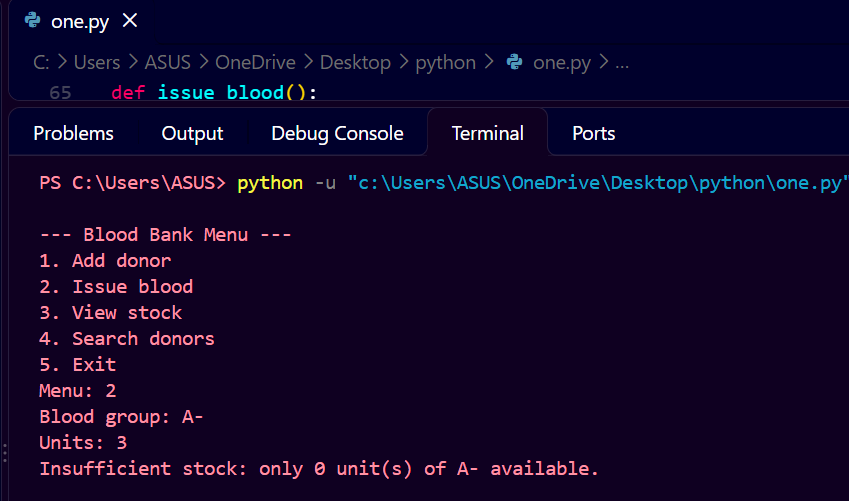 one.py
C: > Users > ASUS > OneDrive > Desktop > python > one.py > ...
65 def issue_blood():
Problems Output Debug Console Terminal Ports
PS C:\Users\ASUS> python -u "c:\Users\ASUS\OneDrive\Desktop\python\one.py"
--- Blood Bank Menu ---
1. Add donor
2. Issue blood
3. View stock
4. Search donors
5. Exit
Menu: 2
Blood group: A-
Units: 3
Insufficient stock: only 0 unit(s) of A- available.